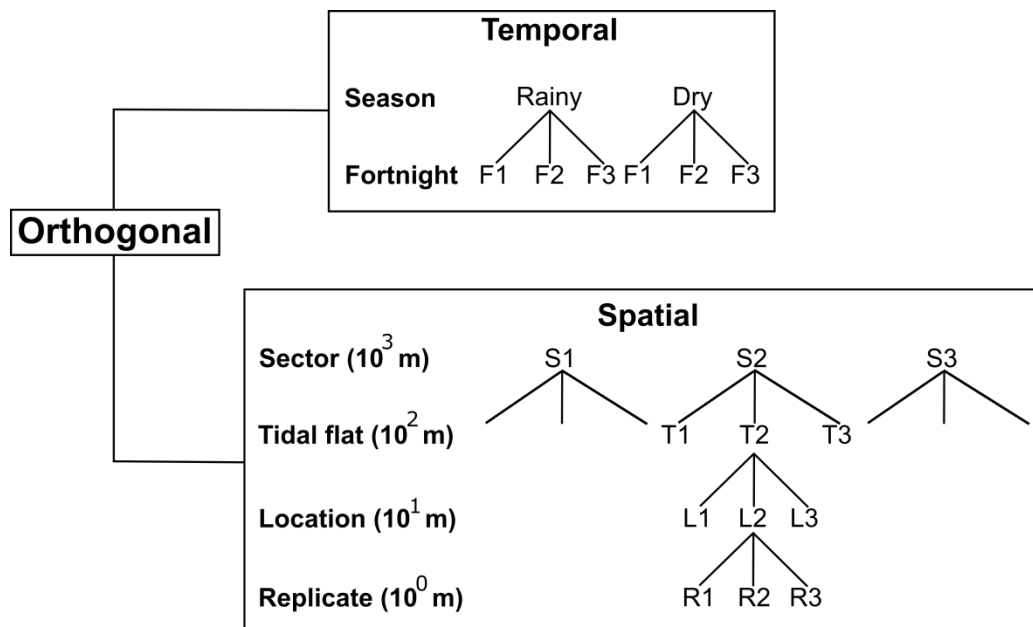 Temporal
Season Rainy Dry
Fortnight F1 F2 F3 F1 F2 F3
Orthogonal
Spatial
Sector (10³ m) S1 S2 S3
Tidal flat (10² m) T1 T2 T3
Location (10¹ m) L1 L2 L3
Replicate (10⁰ m) R1 R2 R3